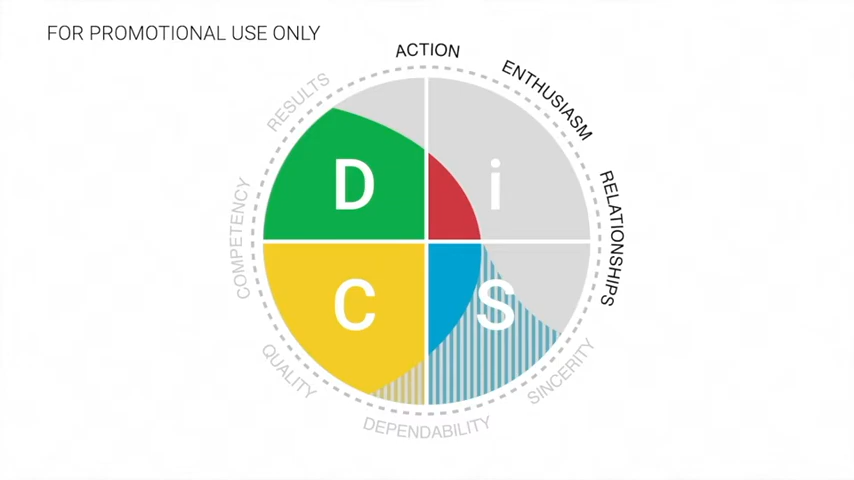 FOR PROMOTIONAL USE ONLY
ACTION
ENTHUSIASM
RELATIONSHIPS
SINCERITY
DEPENDABILITY
QUALITY
COMPETENCY
RESULTS
D
i
C
S